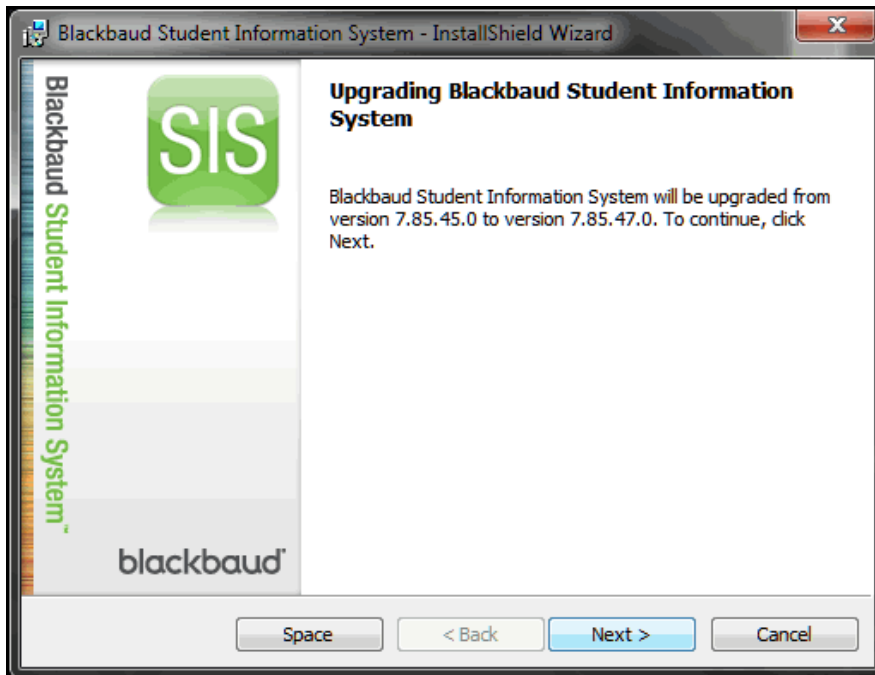 Blackbaud Student Information System - InstallShield Wizard
X
Blackbaud Student Information System™
SIS
blackbaud
Upgrading Blackbaud Student Information
System
Blackbaud Student Information System will be upgraded from
version 7.85.45.0 to version 7.85.47.0. To continue, click
Next.
Space
< Back
Next >
Cancel